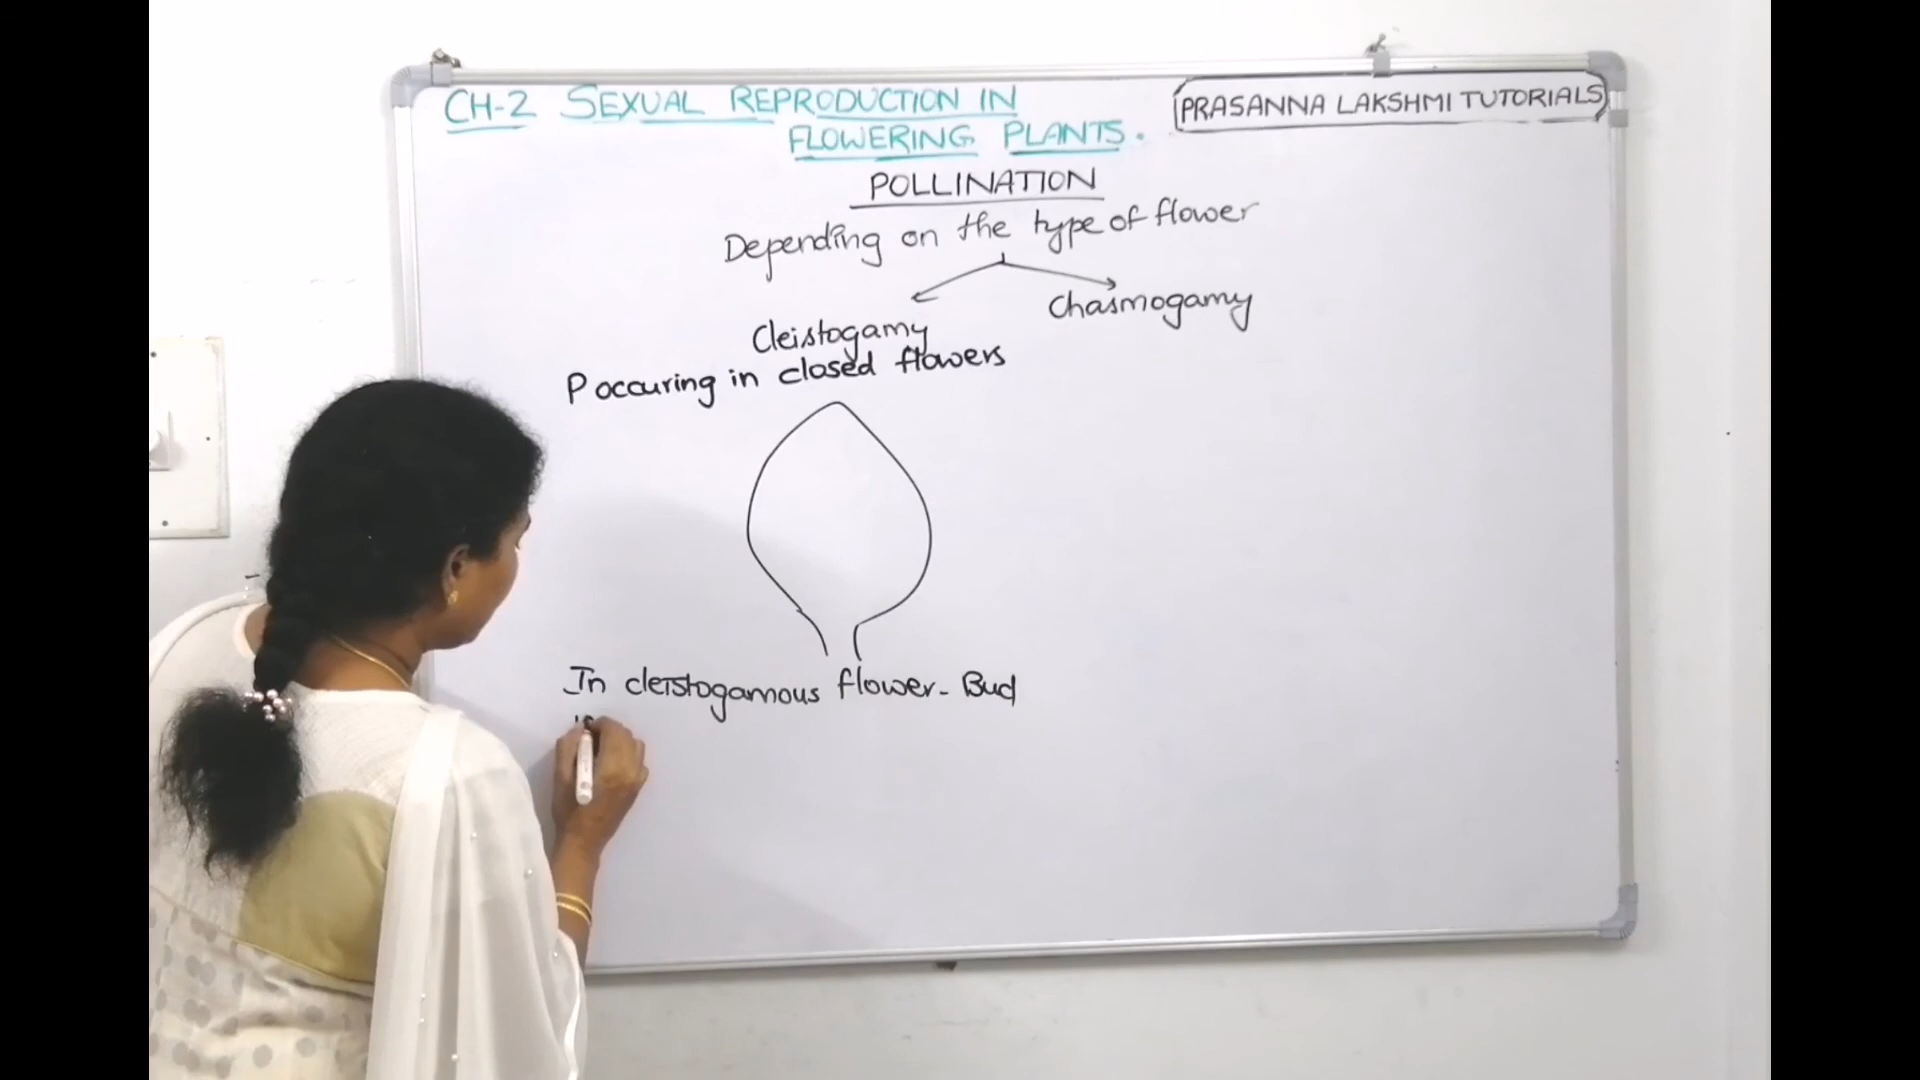 CH-2 SEXUAL REPRODUCTION IN
FLOWERING PLANTS.
PRASANNA LAKSHMI TUTORIALS
POLLINATION
Depending on the type of flower
Cleistogamy
Chasmogamy
P occuring in closed flowers
In cleistogamous flower - Bud